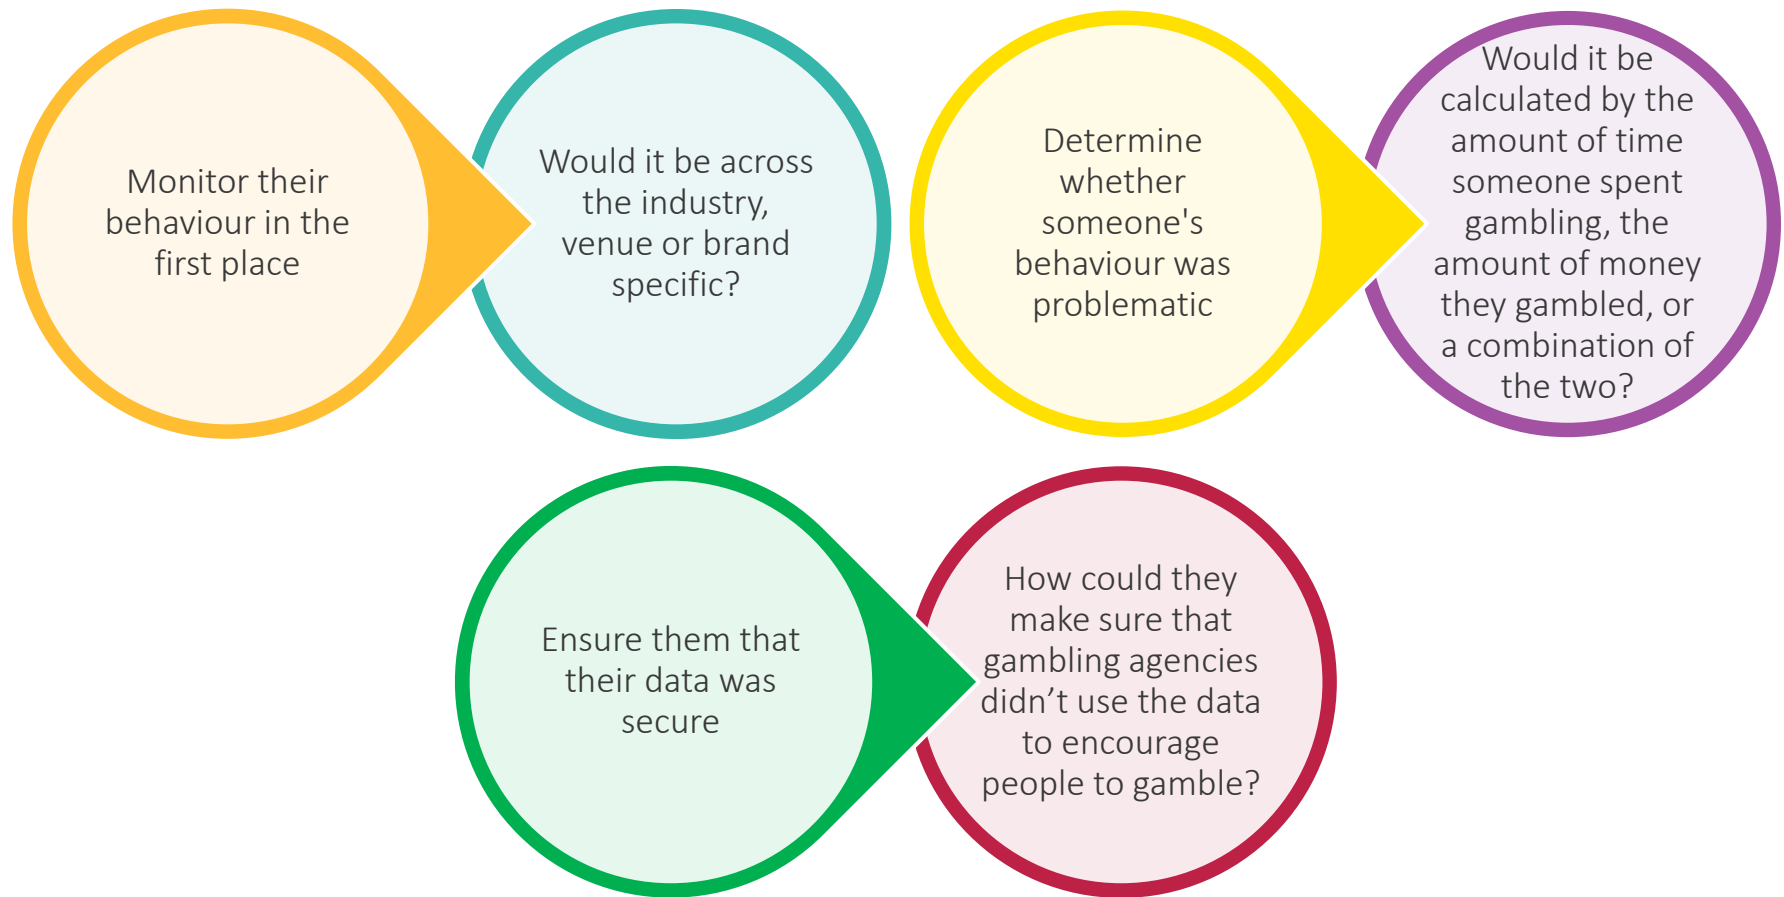 Monitor their
behaviour in the
first place
Would it be across
the industry,
venue or brand
specific?
Determine
whether
someone's
behaviour was
problematic
Would it be
calculated by the
amount of time
someone spent
gambling, the
amount of money
they gambled, or
a combination of
the two?
Ensure them that
their data was
secure
How could they
make sure that
gambling agencies
didn’t use the data
to encourage
people to gamble?